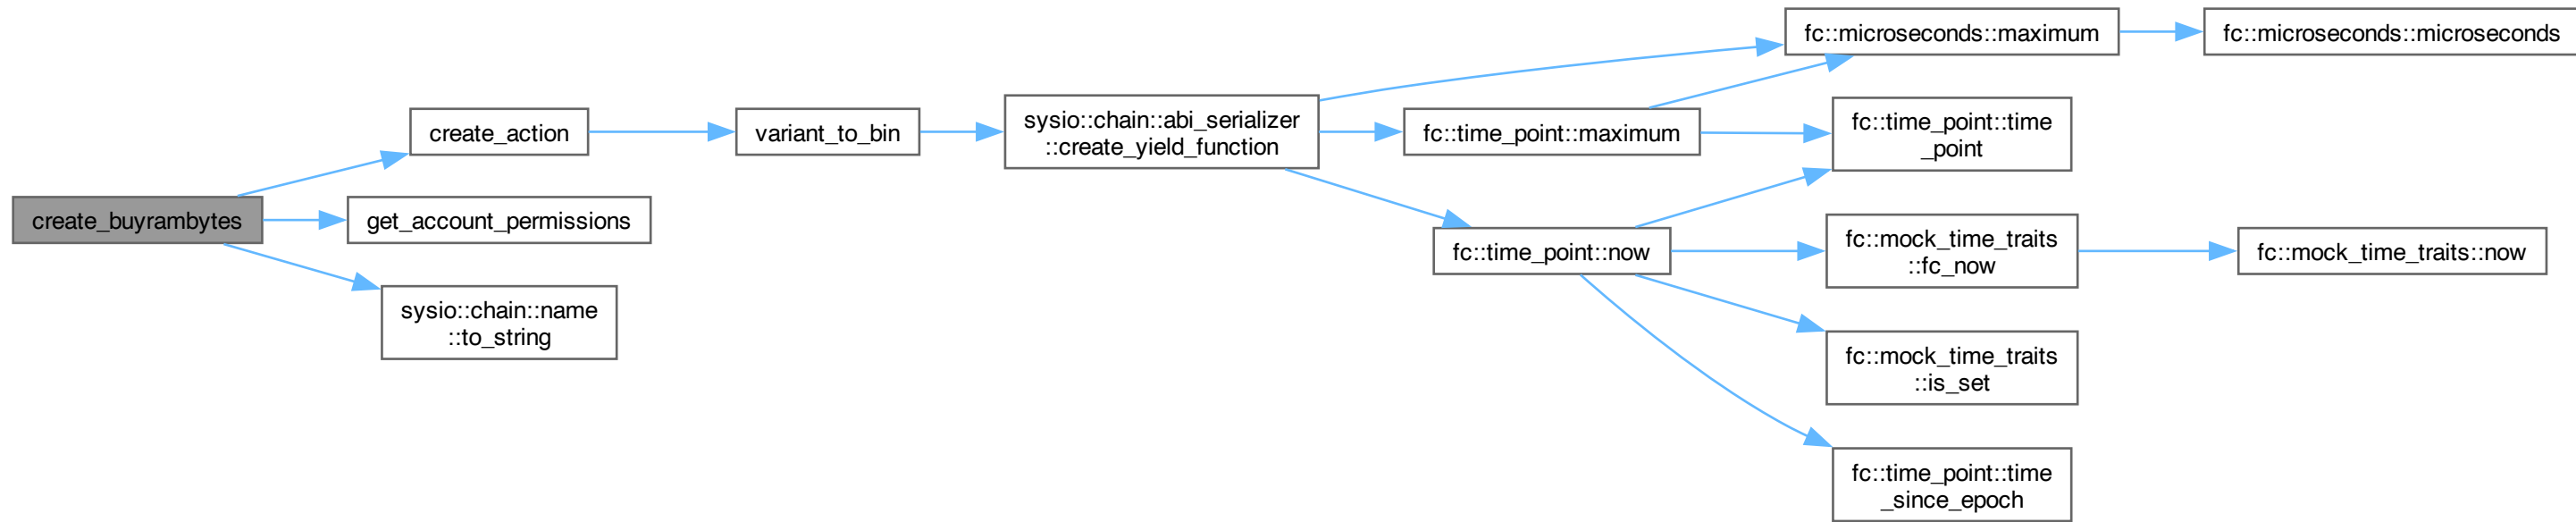 create_buyrambytes
create_action
get_account_permissions
sysio::chain::name
::to_string
variant_to_bin
sysio::chain::abi_serializer
::create_yield_function
fc::microseconds::maximum
fc::time_point::maximum
fc::time_point::now
fc::microseconds::microseconds
fc::time_point::time
_point
fc::mock_time_traits
::fc_now
fc::mock_time_traits
::is_set
fc::time_point::time
_since_epoch
fc::mock_time_traits::now